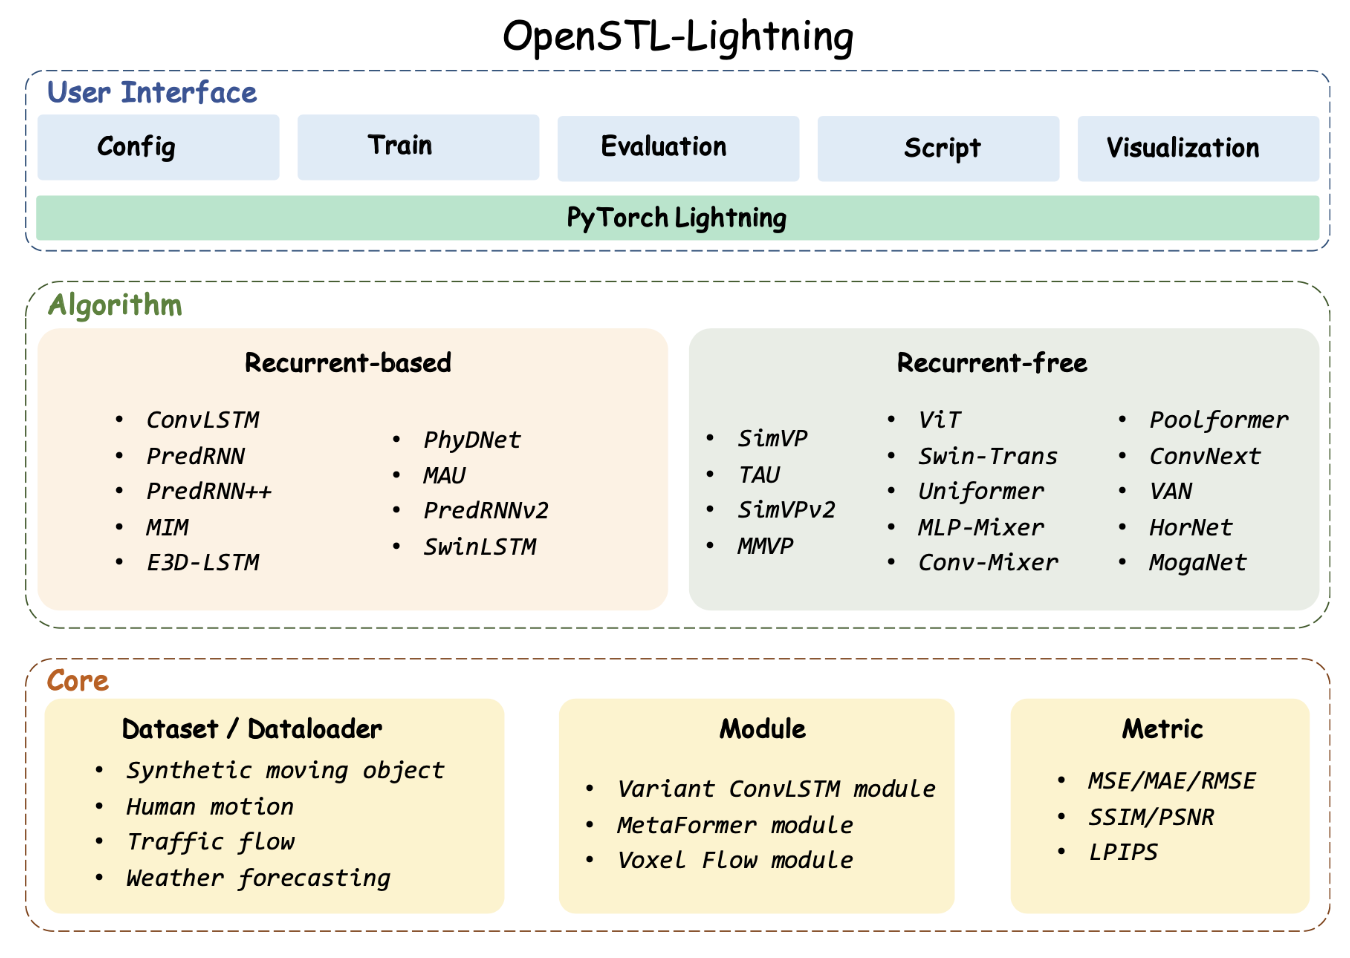 OpenSTL-Lightning
User Interface
Config
Train
Evaluation
Script
Visualization
PyTorch Lightning
Algorithm
Recurrent-based
• ConvLSTM
• PredRNN
• PredRNN++
• MIM
• E3D-LSTM
• PhyDNet
• MAU
• PredRNNv2
• SwinLSTM
Recurrent-free
• SimVP
• TAU
• SimVPv2
• MMVP
• ViT
• Swin-Trans
• Uniformer
• MLP-Mixer
• Conv-Mixer
• Poolformer
• ConvNext
• VAN
• HorNet
• MogaNet
Core
Dataset / Dataloader
• Synthetic moving object
• Human motion
• Traffic flow
• Weather forecasting
Module
• Variant ConvLSTM module
• MetaFormer module
• Voxel Flow module
Metric
• MSE/MAE/RMSE
• SSIM/PSNR
• LPIPS